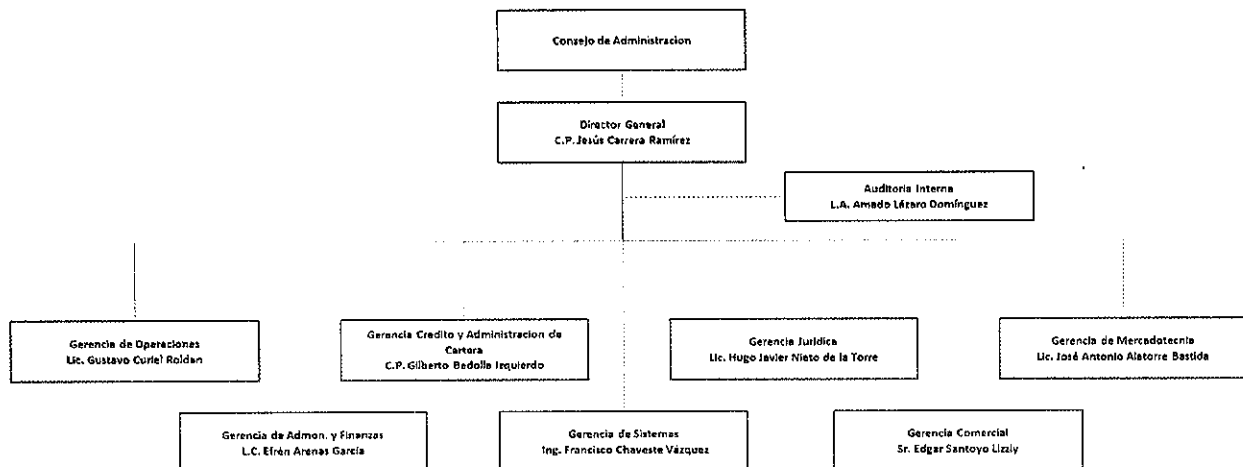 Consejo de Administracion
Director General
C.P. Jesús Carrera Ramírez
Auditoria Interna
L.A. Amado Lázaro Domínguez
Gerencia de Operaciones
Lic. Gustavo Curiel Roldan
Gerencia Credito y Administracion de
Cartera
C.P. Gilberto Bedolla Izquierdo
Gerencia Juridica
Lic. Hugo Javier Nieto de la Torre
Gerencia de Mercadotecnia
Lic. José Antonio Alatorre Bastida
Gerencia de Admon. y Finanzas
L.C. Efrén Arenas García
Gerencia de Sistemas
Ing. Francisco Chaveste Vázquez
Gerencia Comercial
Sr. Edgar Santoyo Lizzly